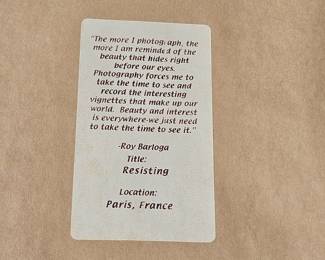 "The more I photograph, the
more I am reminded of the
beauty that hides right
before our eyes.
Photography forces me to
take the time to see and
record the interesting
vignettes that make up our
world. Beauty and interest
is everywhere-we just need
to take the time to see it."
-Roy Barloga
Title:
Resisting
Location:
Paris, France